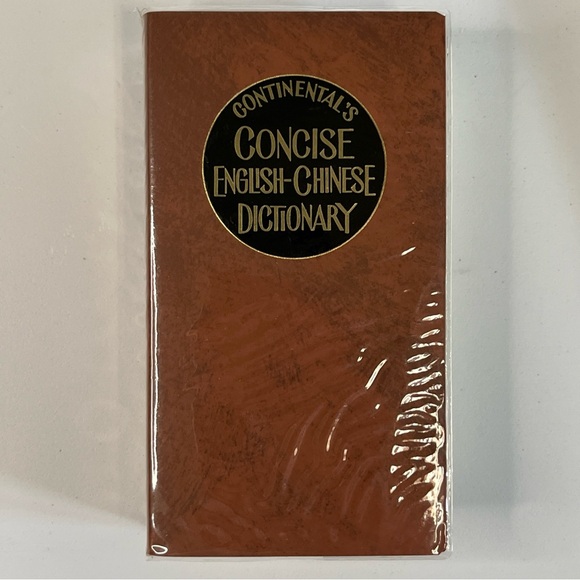 CONTINENTAL'S
CONCISE
ENGLISH-CHINESE
DICTIONARY